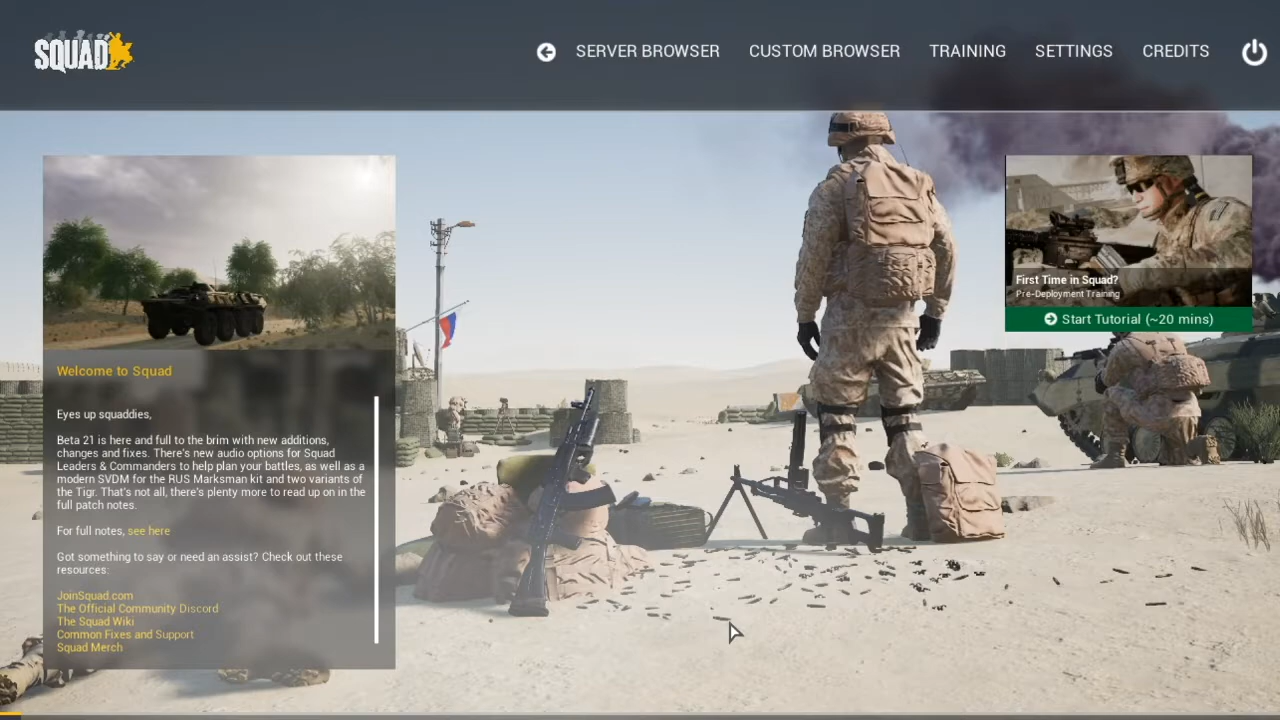 SQUAD
SERVER BROWSER
CUSTOM BROWSER
TRAINING
SETTINGS
CREDITS
Welcome to Squad
Eyes up squaddies,
Beta 21 is here and full to the brim with new additions,
changes and fixes. There's new audio options for Squad
Leaders & Commanders to help plan your battles, as well as a
modern SVDM for the RUS Marksman kit and two variants of
the Tigr. That's not all, there's plenty more to read up on in the
full patch notes.
For full notes, see here
Got something to say or need an assist? Check out these
resources:
JoinSquad.com
The Official Community Discord
The Squad Wiki
Common Fixes and Support
Squad Merch
First Time in Squad?
Pre-Deployment Training
Start Tutorial (~20 mins)